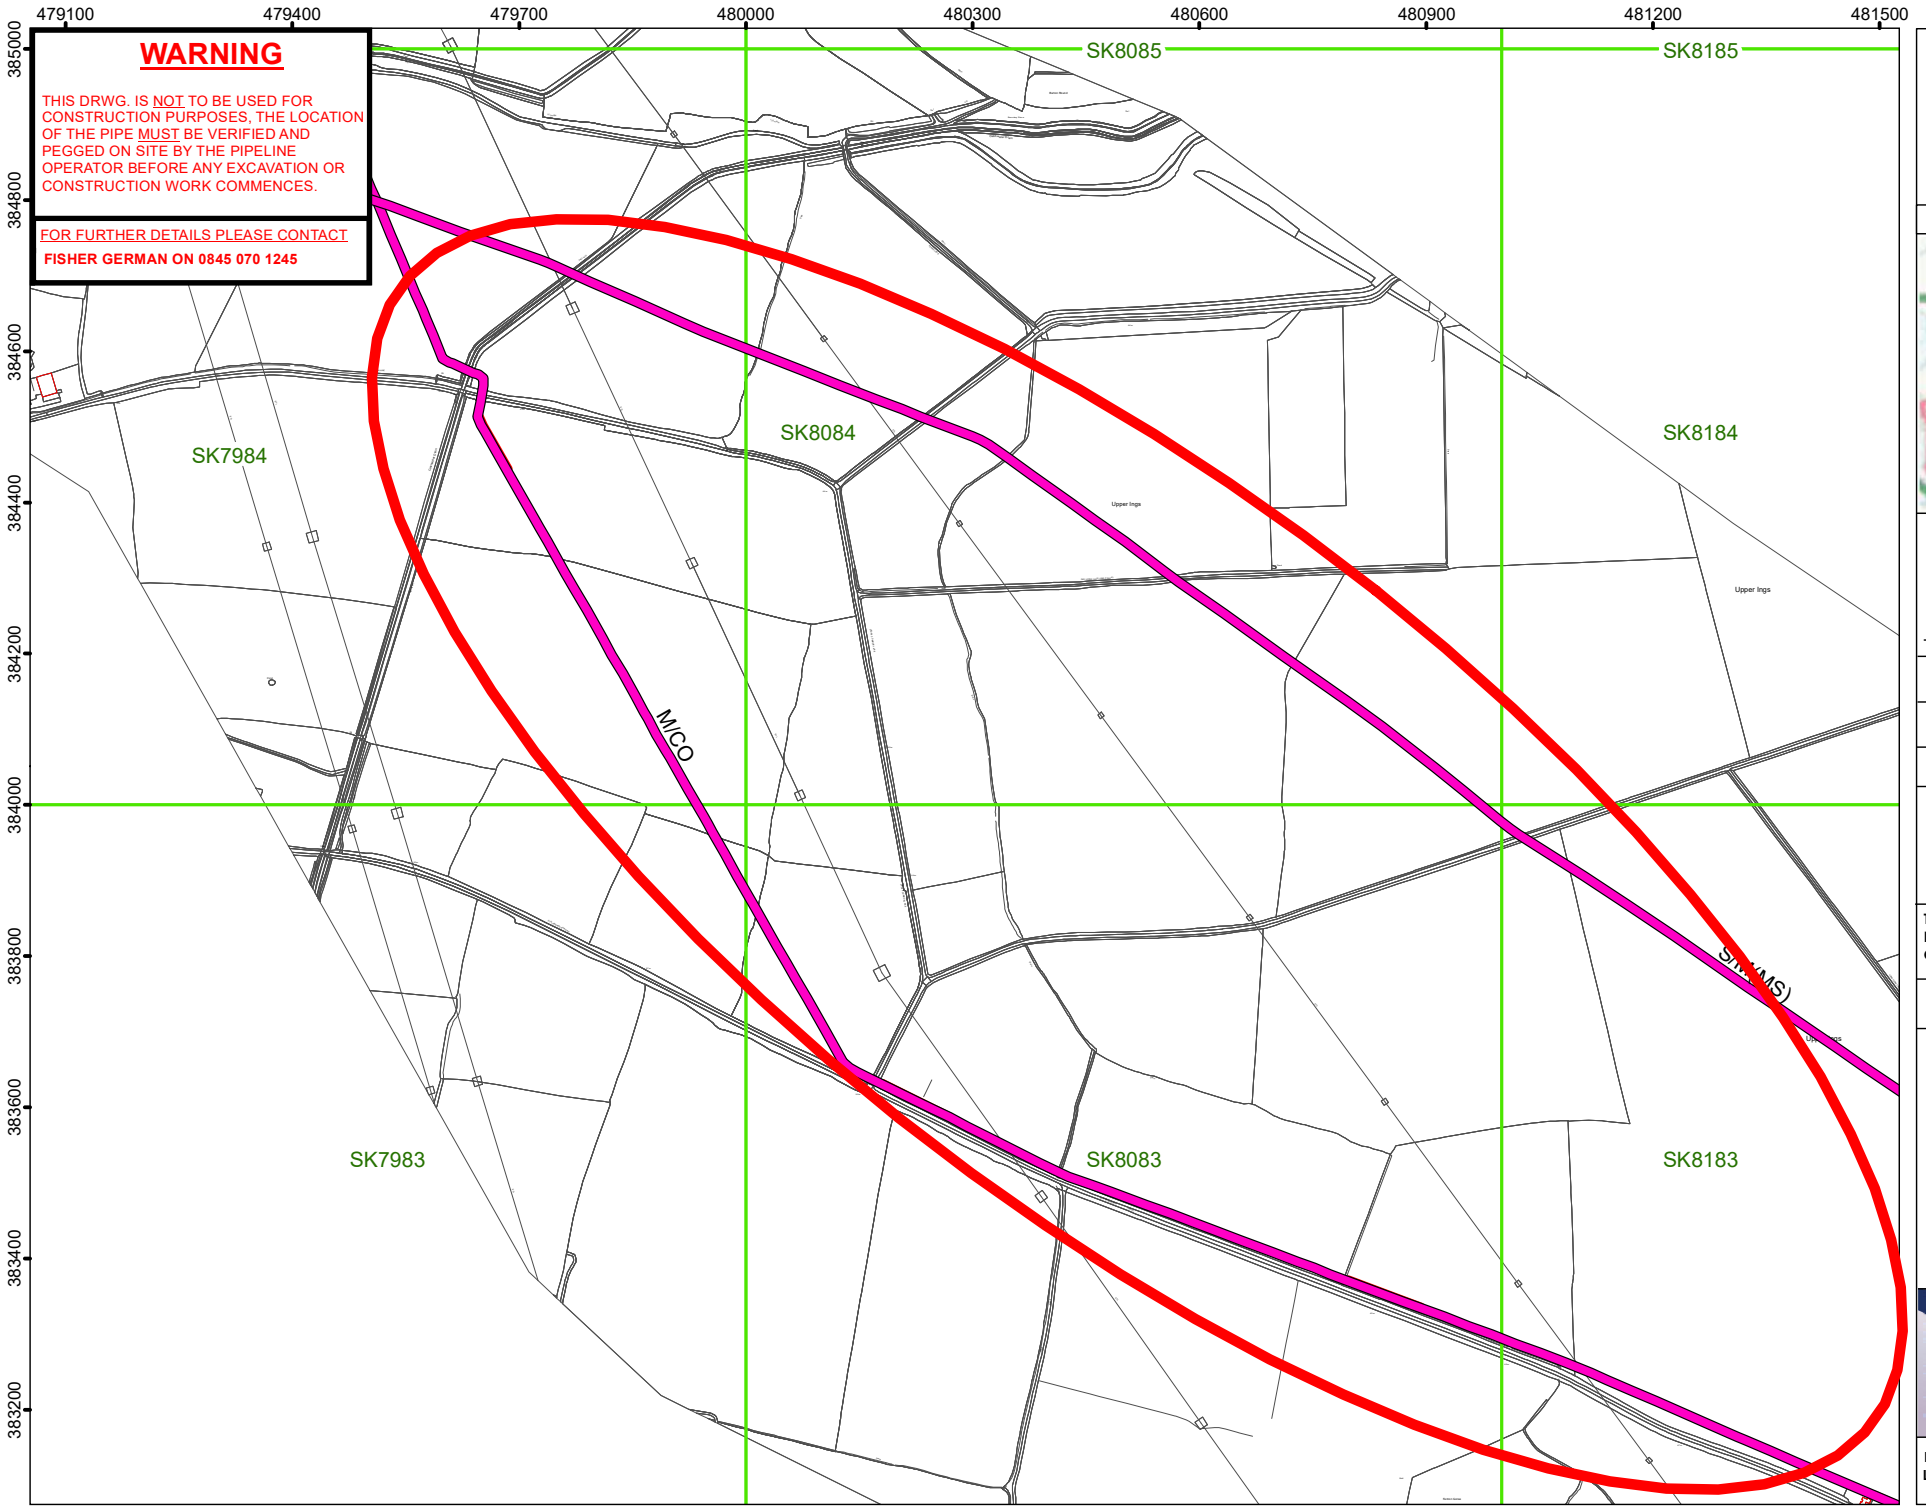 479100 479400 479700 480000 480300 480600 480900 481200 481500
385000
384800
384600
384400
384200
384000
383800
383600
383400
383200
WARNING
THIS DRWG. IS NOT TO BE USED FOR
CONSTRUCTION PURPOSES, THE LOCATION
OF THE PIPE MUST BE VERIFIED AND
PEGGED ON SITE BY THE PIPELINE
OPERATOR BEFORE ANY EXCAVATION OR
CONSTRUCTION WORK COMMENCES.
FOR FURTHER DETAILS PLEASE CONTACT
FISHER GERMAN ON 0845 070 1245
SK8085
SK8185
SK7984
SK8084
SK8184
Upper Ings
Upper Ings
M/CO
Upper Ings
SK7983
SK8083
SK8183